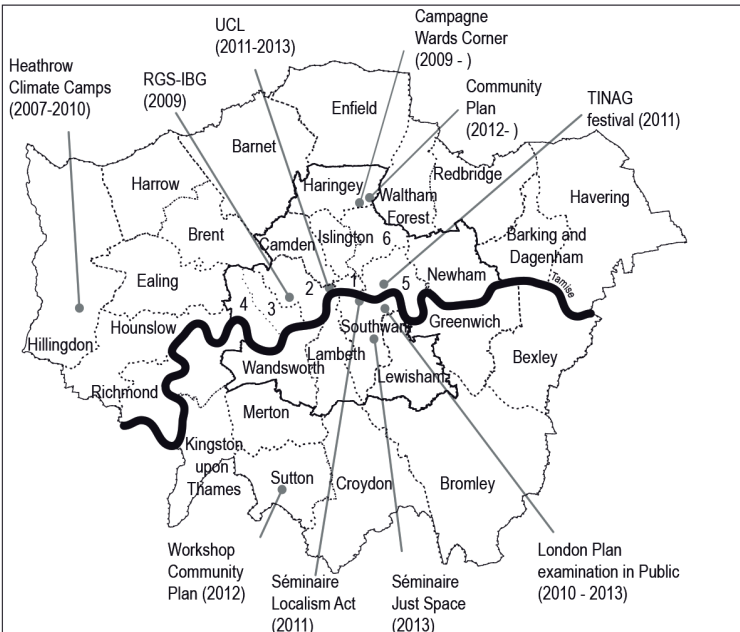 UCL
(2011-2013)
Campagne
Wards Corner
(2009 - )
Heathrow
Climate Camps
(2007-2010)
RGS-IBG
(2009)
Community
Plan
(2012- )
TINAG
festival (2011)
Enfield
Barnet
Harrow
Haringey
Waltham
Forest
Redbridge
Havering
Brent
Camden
Islington
6
Barking and
Dagenham
Ealing
Newham
Tamise
4
3
2
1
5
Hillingdon
Hounslow
Southwark
Greenwich
Richmond
Wandsworth
Lambeth
Lewisham
Bexley
Merton
Kingston
upon
Thames
Sutton
Croydon
Bromley
Workshop
Community
Plan (2012)
Séminaire
Localism Act
(2011)
Séminaire
Just Space
(2013)
London Plan
examination in Public
(2010 - 2013)